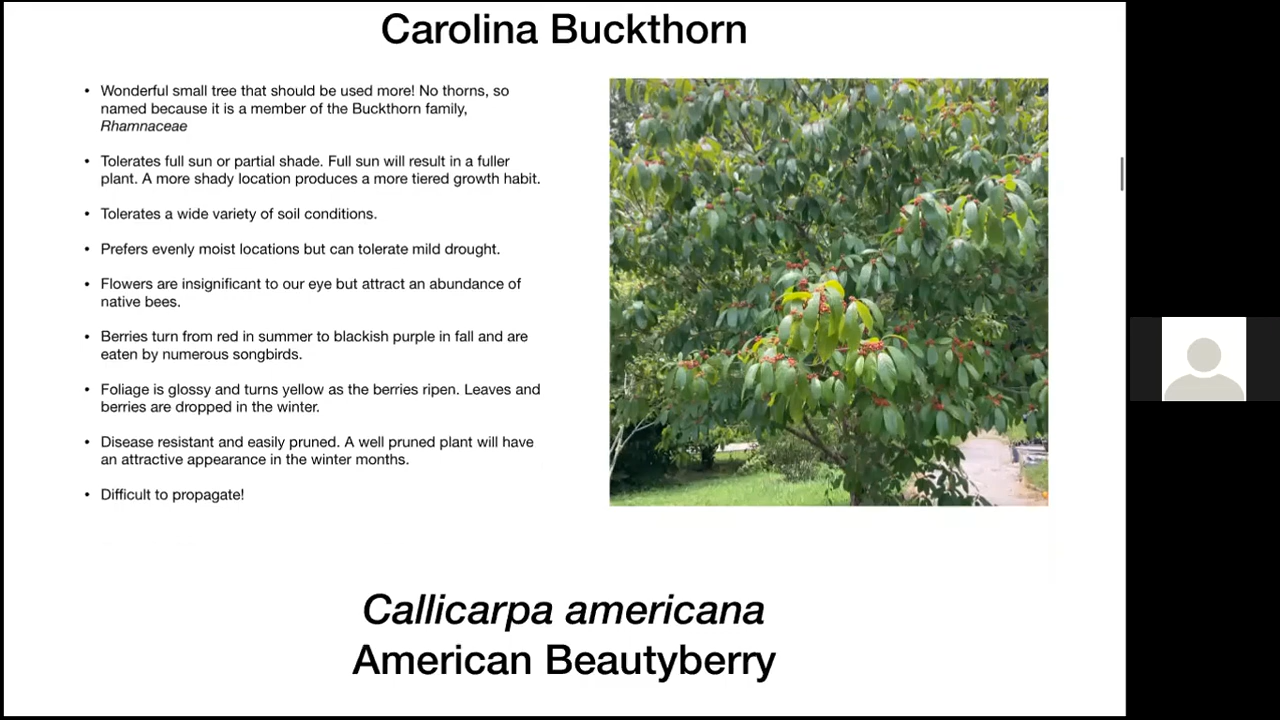 Carolina Buckthorn
• Wonderful small tree that should be used more! No thorns, so
named because it is a member of the Buckthorn family,
Rhamnaceae
• Tolerates full sun or partial shade. Full sun will result in a fuller
plant. A more shady location produces a more tiered growth habit.
• Tolerates a wide variety of soil conditions.
• Prefers evenly moist locations but can tolerate mild drought.
• Flowers are insignificant to our eye but attract an abundance of
native bees.
• Berries turn from red in summer to blackish purple in fall and are
eaten by numerous songbirds.
• Foliage is glossy and turns yellow as the berries ripen. Leaves and
berries are dropped in the winter.
• Disease resistant and easily pruned. A well pruned plant will have
an attractive appearance in the winter months.
• Difficult to propagate!
Callicarpa americana
American Beautyberry